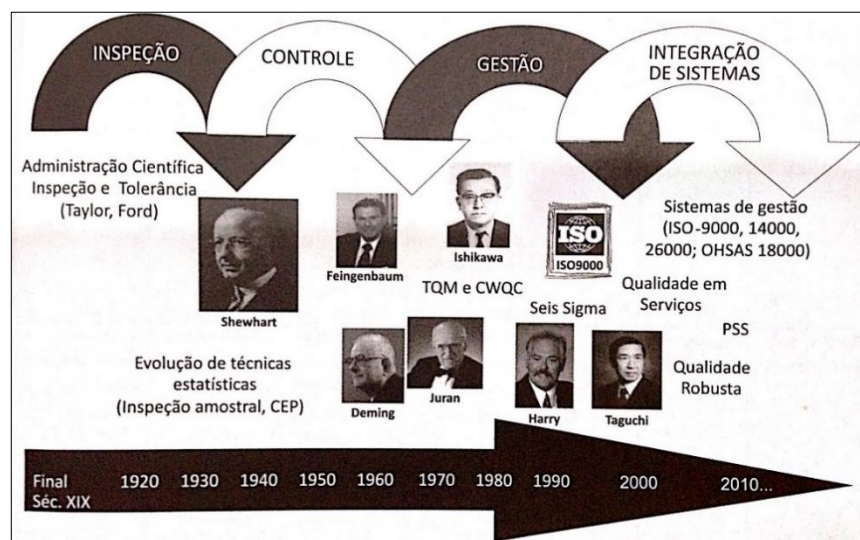 INSPEÇÃO
CONTROLE
GESTÃO
INTEGRAÇÃO
DE SISTEMAS
Administração Científica
Inspeção e Tolerância
(Taylor, Ford)
Shewhart
Feingenbaum
Ishikawa
ISO
ISO9000
Sistemas de gestão
(ISO-9000, 14000,
26000; OHSAS 18000)
TQM e CWQC
Seis Sigma
Qualidade em
Serviços
PSS
Qualidade
Robusta
Evolução de técnicas
estatísticas
(Inspeção amostral, CEP)
Deming
Juran
Harry
Taguchi
Final
Séc. XIX
1920 1930 1940 1950 1960 1970 1980 1990 2000 2010...